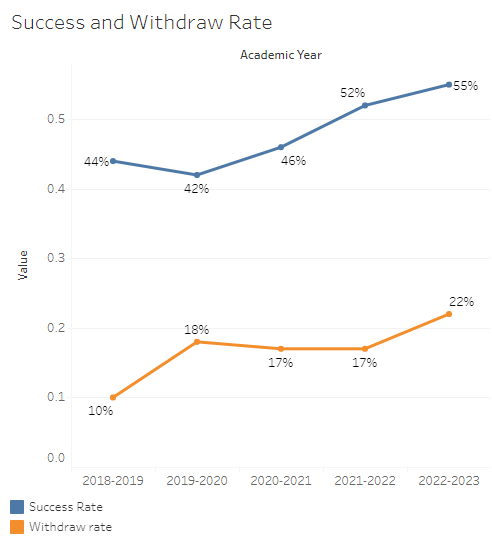 Success and Withdraw Rate
Academic Year
Value
0.5
0.4
0.3
0.2
0.1
0.0
44%
42%
46%
52%
55%
10%
18%
17%
17%
22%
2018-2019 2019-2020 2020-2021 2021-2022 2022-2023
Success Rate
Withdraw rate